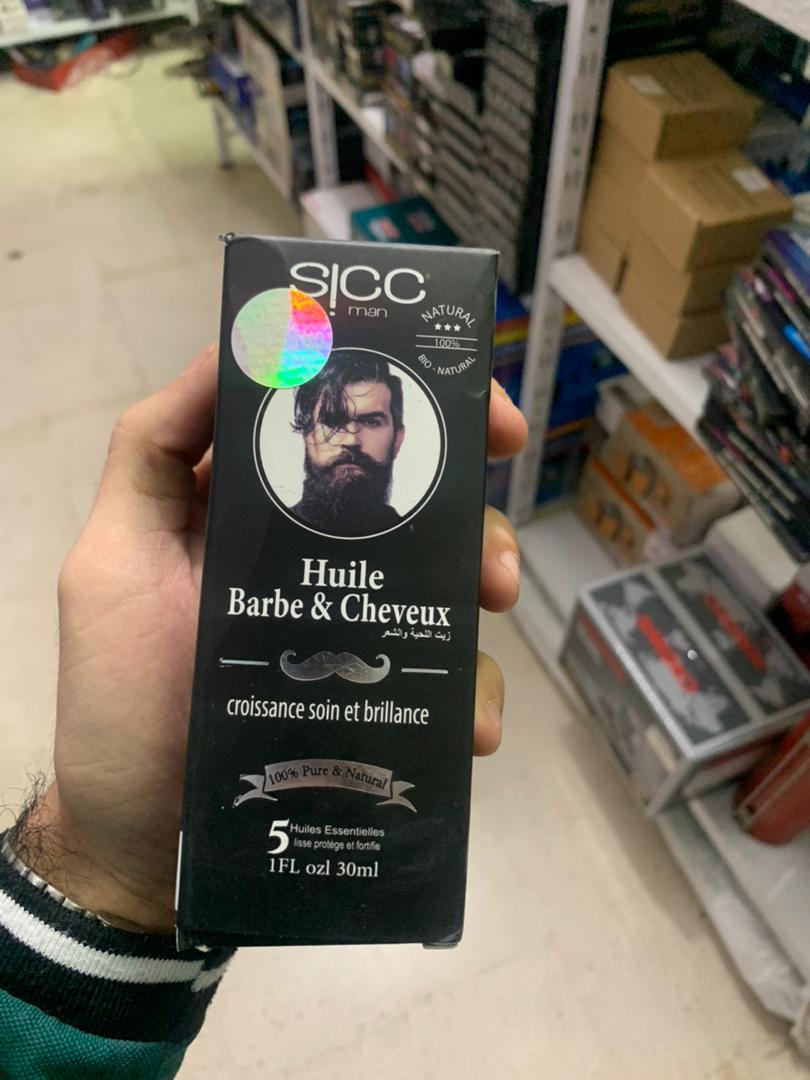 sicc
man
NATURAL
100%
BIO - NATURAL
Huile
Barbe & Cheveux
زيت اللحية والشعر
croissance soin et brillance
100% Pure & Natural
5 Huiles Essentielles
lisse protége et fortifie
1FL ozl 30ml